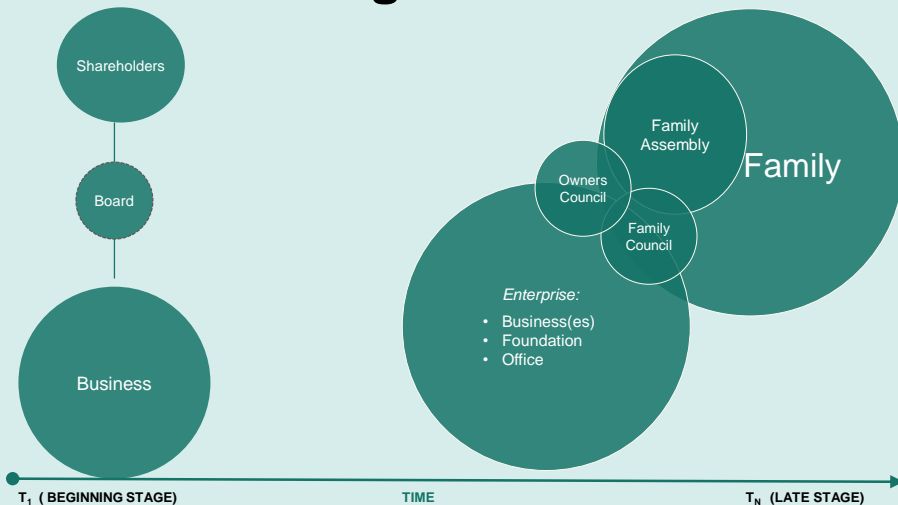 Shareholders
Board
Business
Family
Assembly
Family
Owners
Council
Family
Council
Enterprise:
• Business(es)
• Foundation
• Office
T1 ( BEGINNING STAGE)
TIME
TN (LATE STAGE)